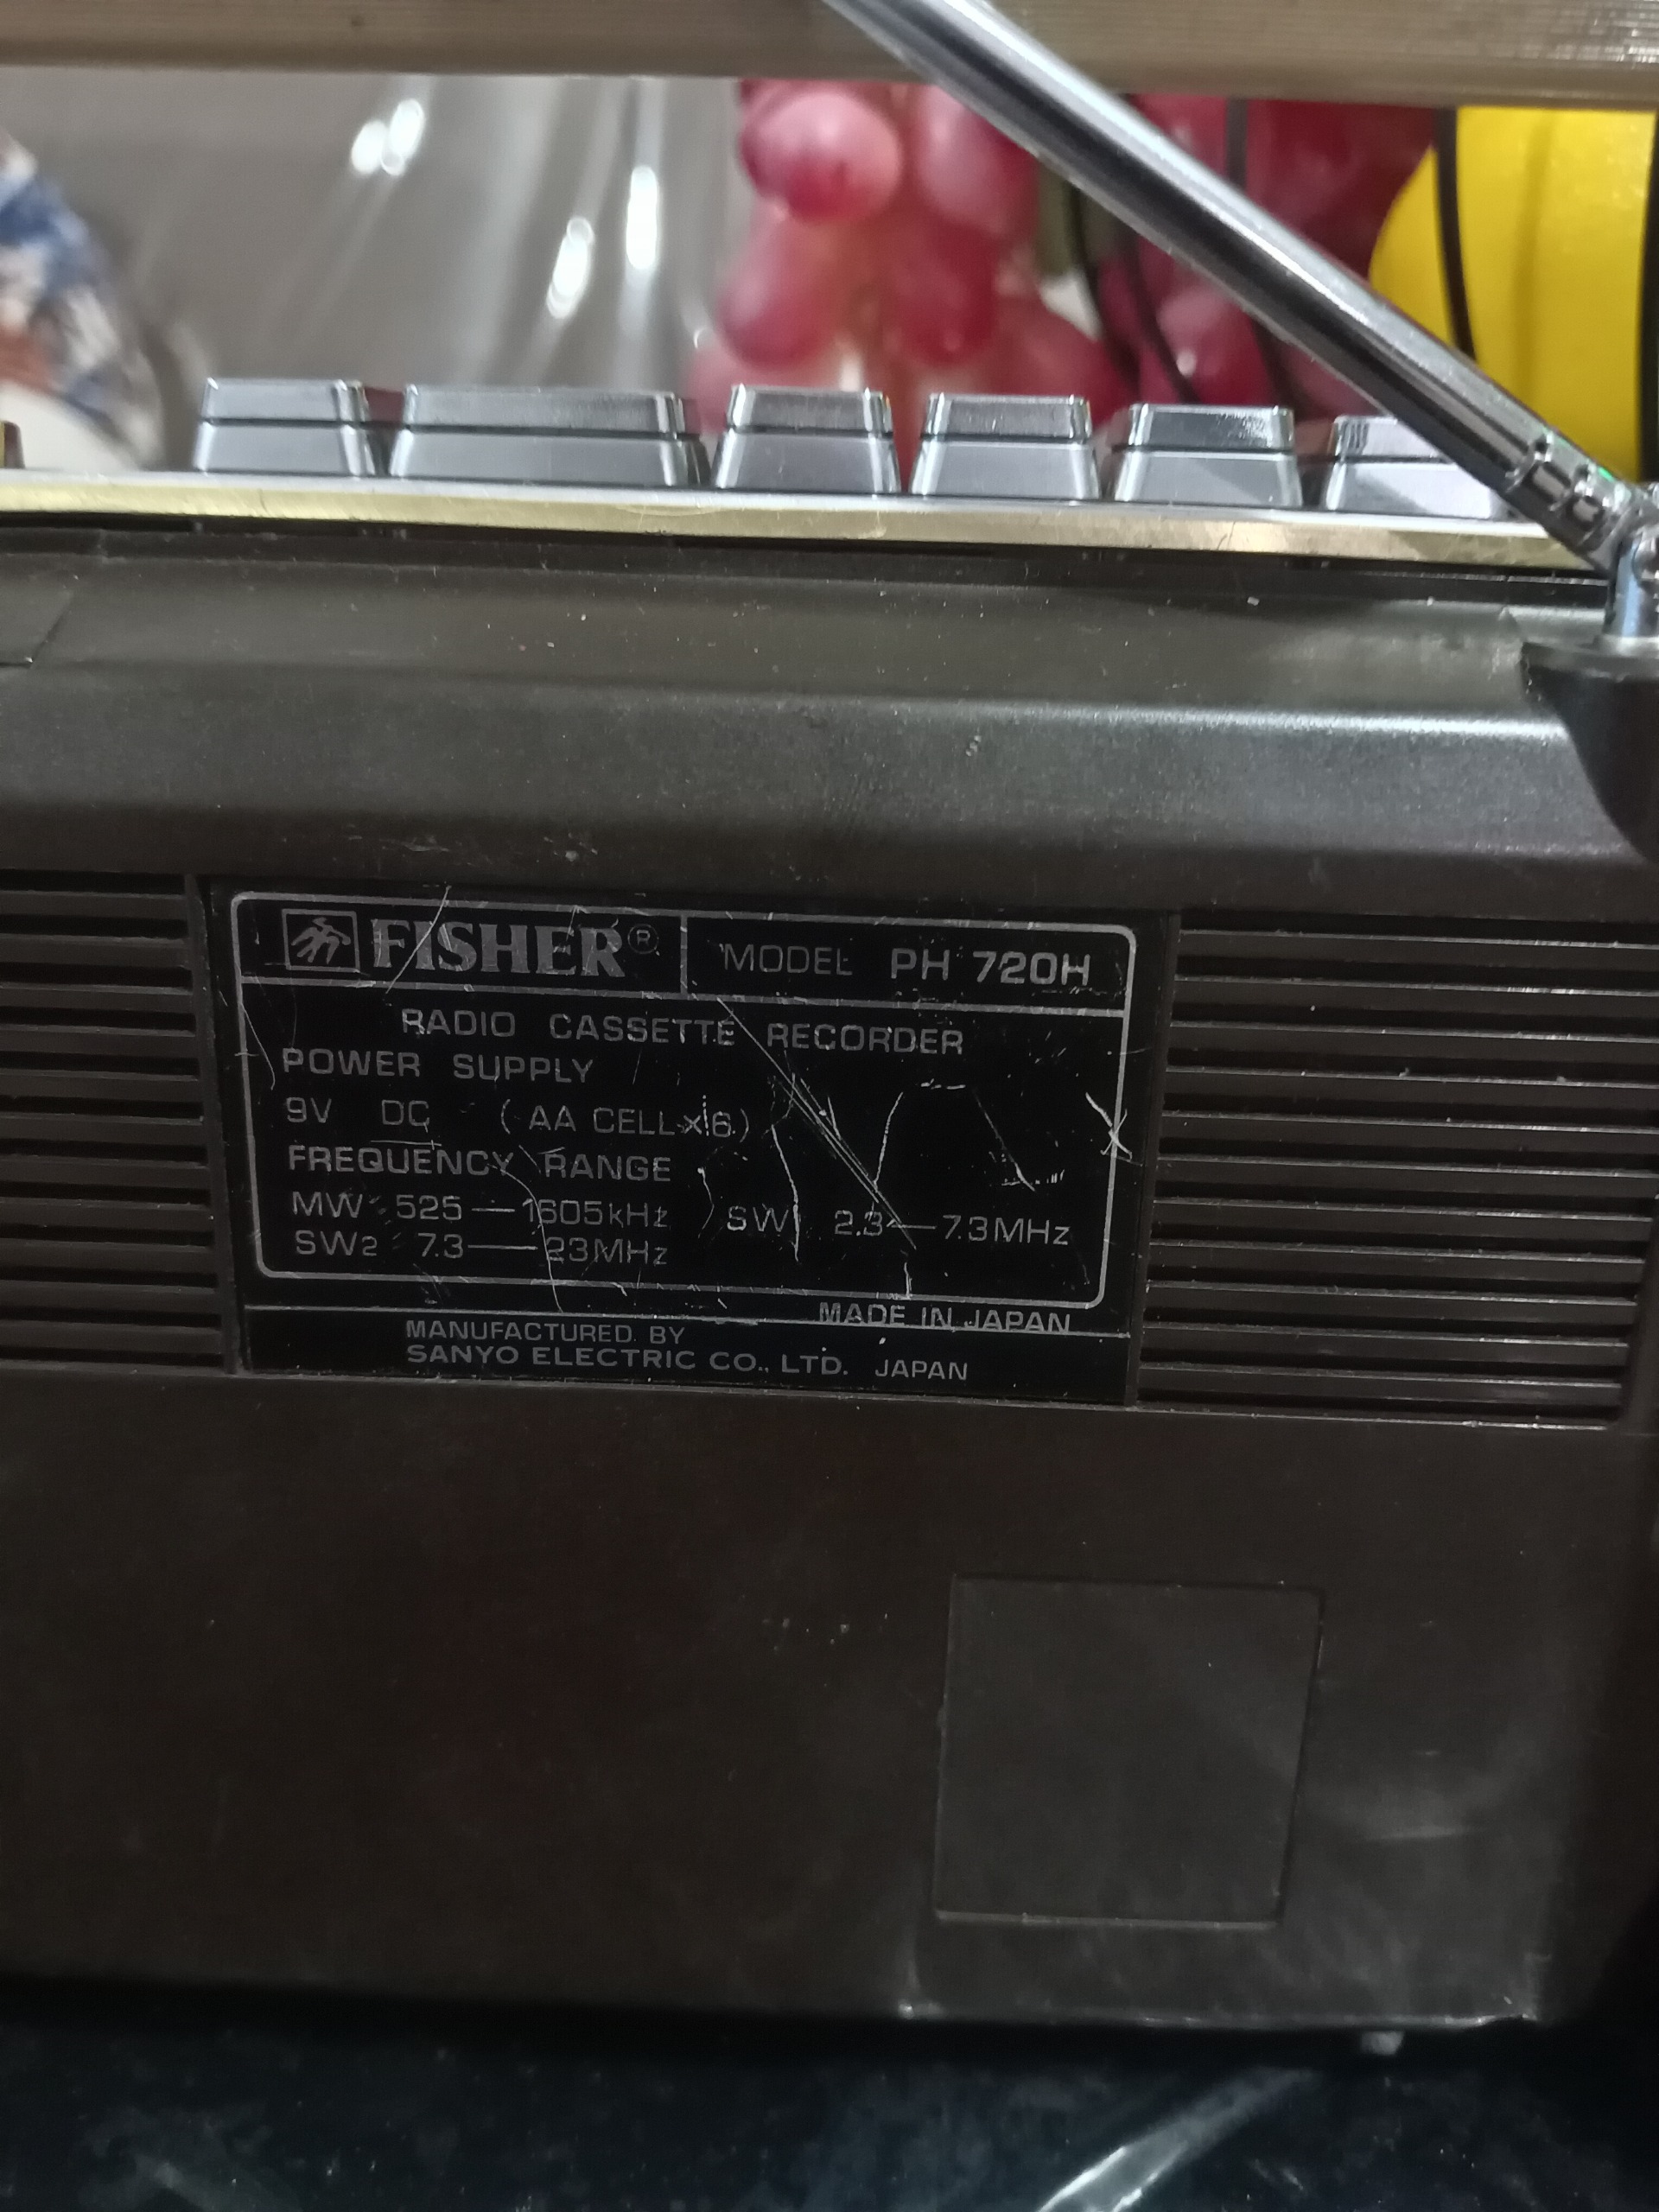 FISHER® MODEL PH 720H
RADIO CASSETTE RECORDER
POWER SUPPLY
9V DC (AA CELL×6)
FREQUENCY RANGE
MW 525—1605kHz SW1 2.3—7.3MHz
SW2 7.3—23MHz
MADE IN JAPAN
MANUFACTURED BY
SANYO ELECTRIC CO., LTD. JAPAN